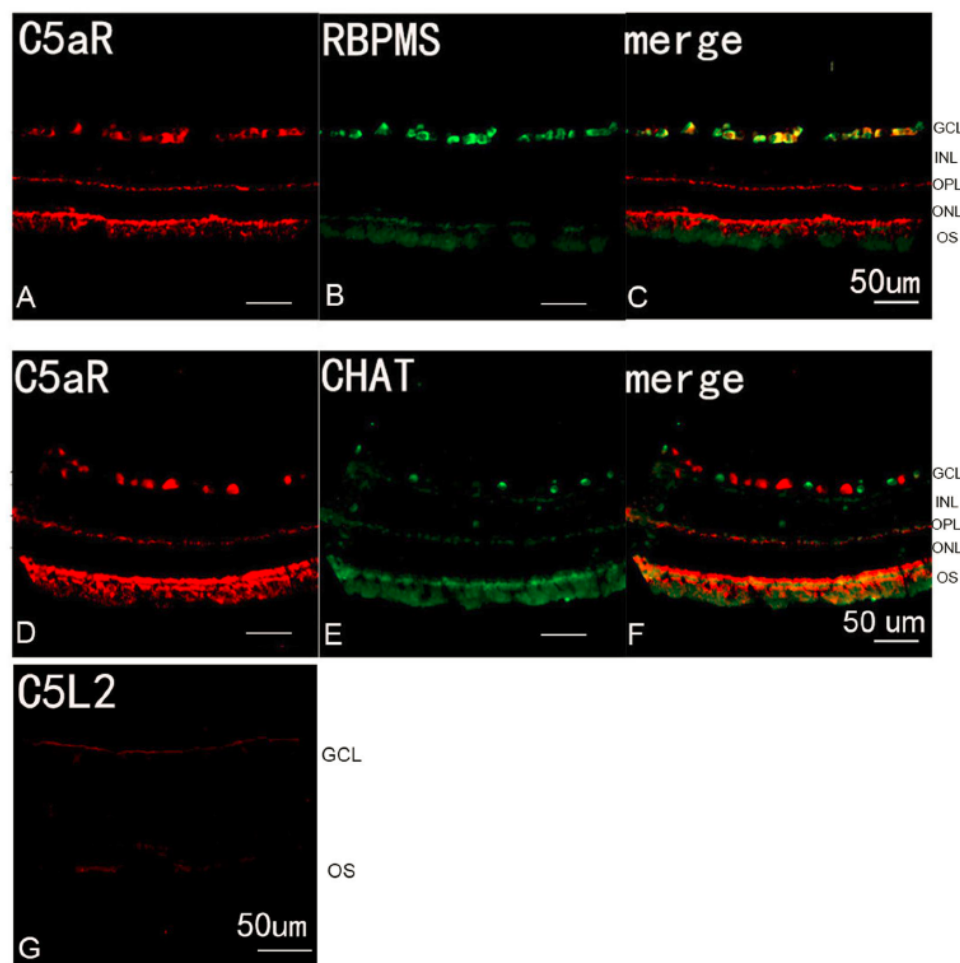 C5aR RBPMS merge
GCL
INL
OPL
ONL
OS
A B C 50um
C5aR CHAT merge
GCL
INL
OPL
ONL
OS
D E F 50 um
C5L2
GCL
OS
G 50um